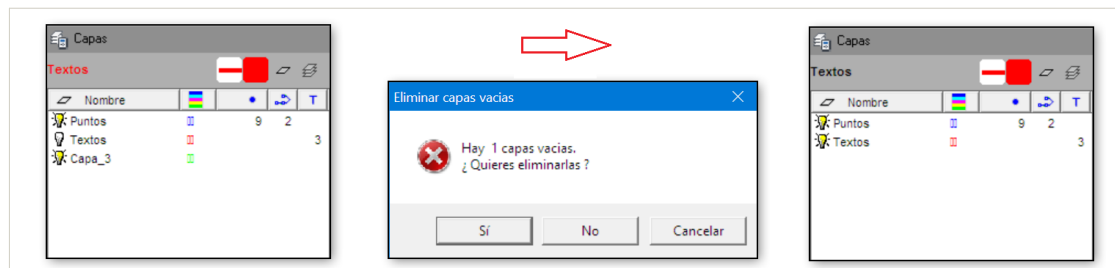 Capas
Textos
Nombre T
Puntos 9 2
Textos 3
Capa_3
Eliminar capas vacias
Hay 1 capas vacias.
¿ Quieres eliminarlas ?
Sí No Cancelar
Capas
Textos
Nombre T
Puntos 9 2
Textos 3